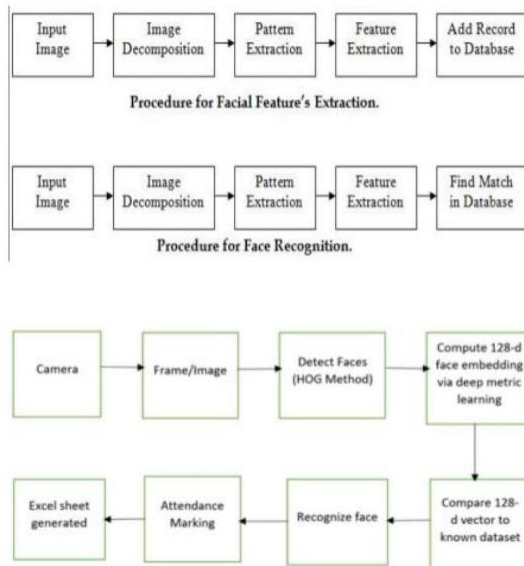 Input
Image
Image
Decomposition
Pattern
Extraction
Feature
Extraction
Add Record
to Database
Procedure for Facial Feature's Extraction.
Input
Image
Image
Decomposition
Pattern
Extraction
Feature
Extraction
Find Match
in Database
Procedure for Face Recognition.
Camera
Frame/Image
Detect Faces
(HOG Method)
Compute 128-d
face embedding
via deep metric
learning
Excel sheet
generated
Attendance
Marking
Recognize face
Compare 128-
d vector to
known dataset